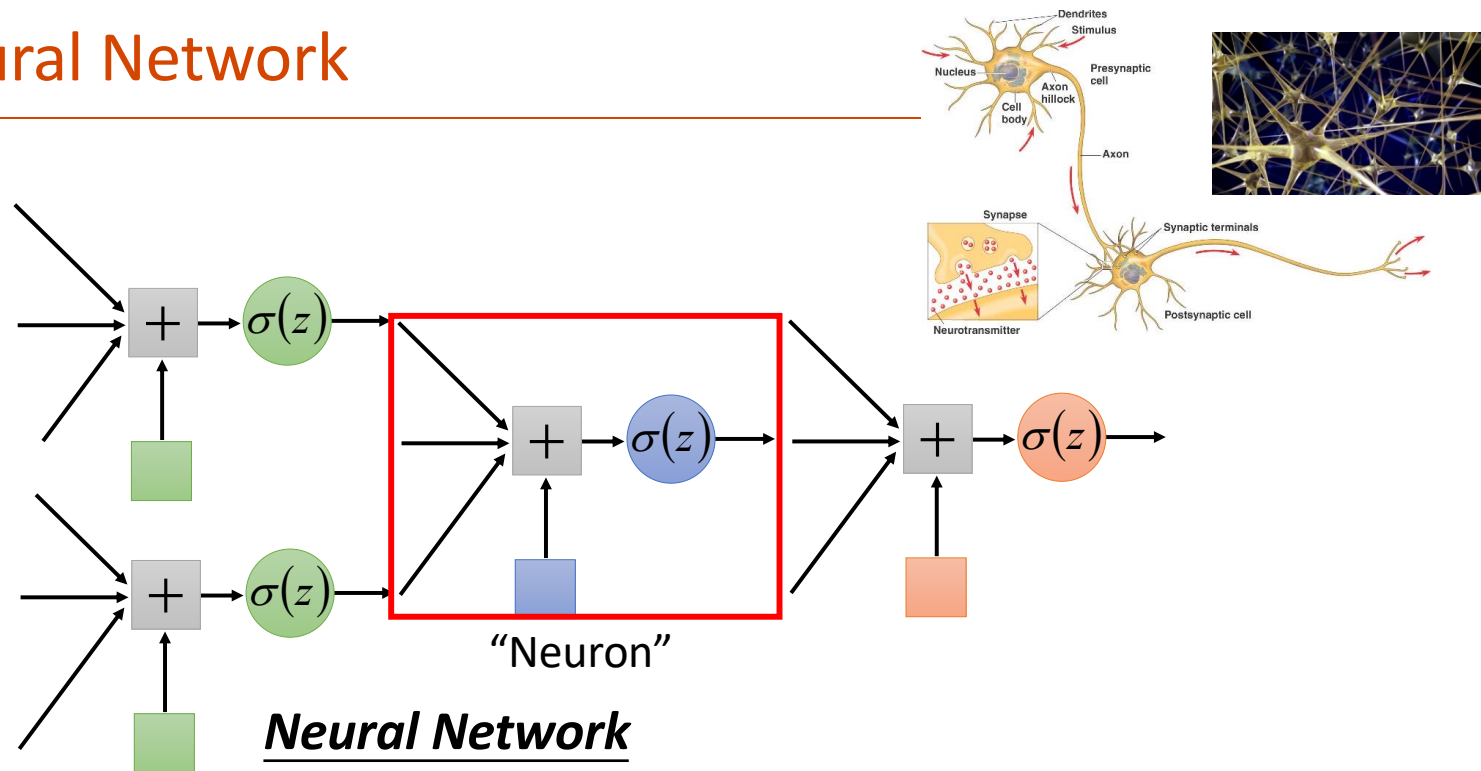 ural Network
Dendrites
Stimulus
Nucleus
Presynaptic
cell
Axon
hillock
Cell
body
Axon
Synapse
Synaptic terminals
Neurotransmitter
Postsynaptic cell
+
σ(z)
+
σ(z)
+
σ(z)
+
σ(z)
“Neuron”
Neural Network